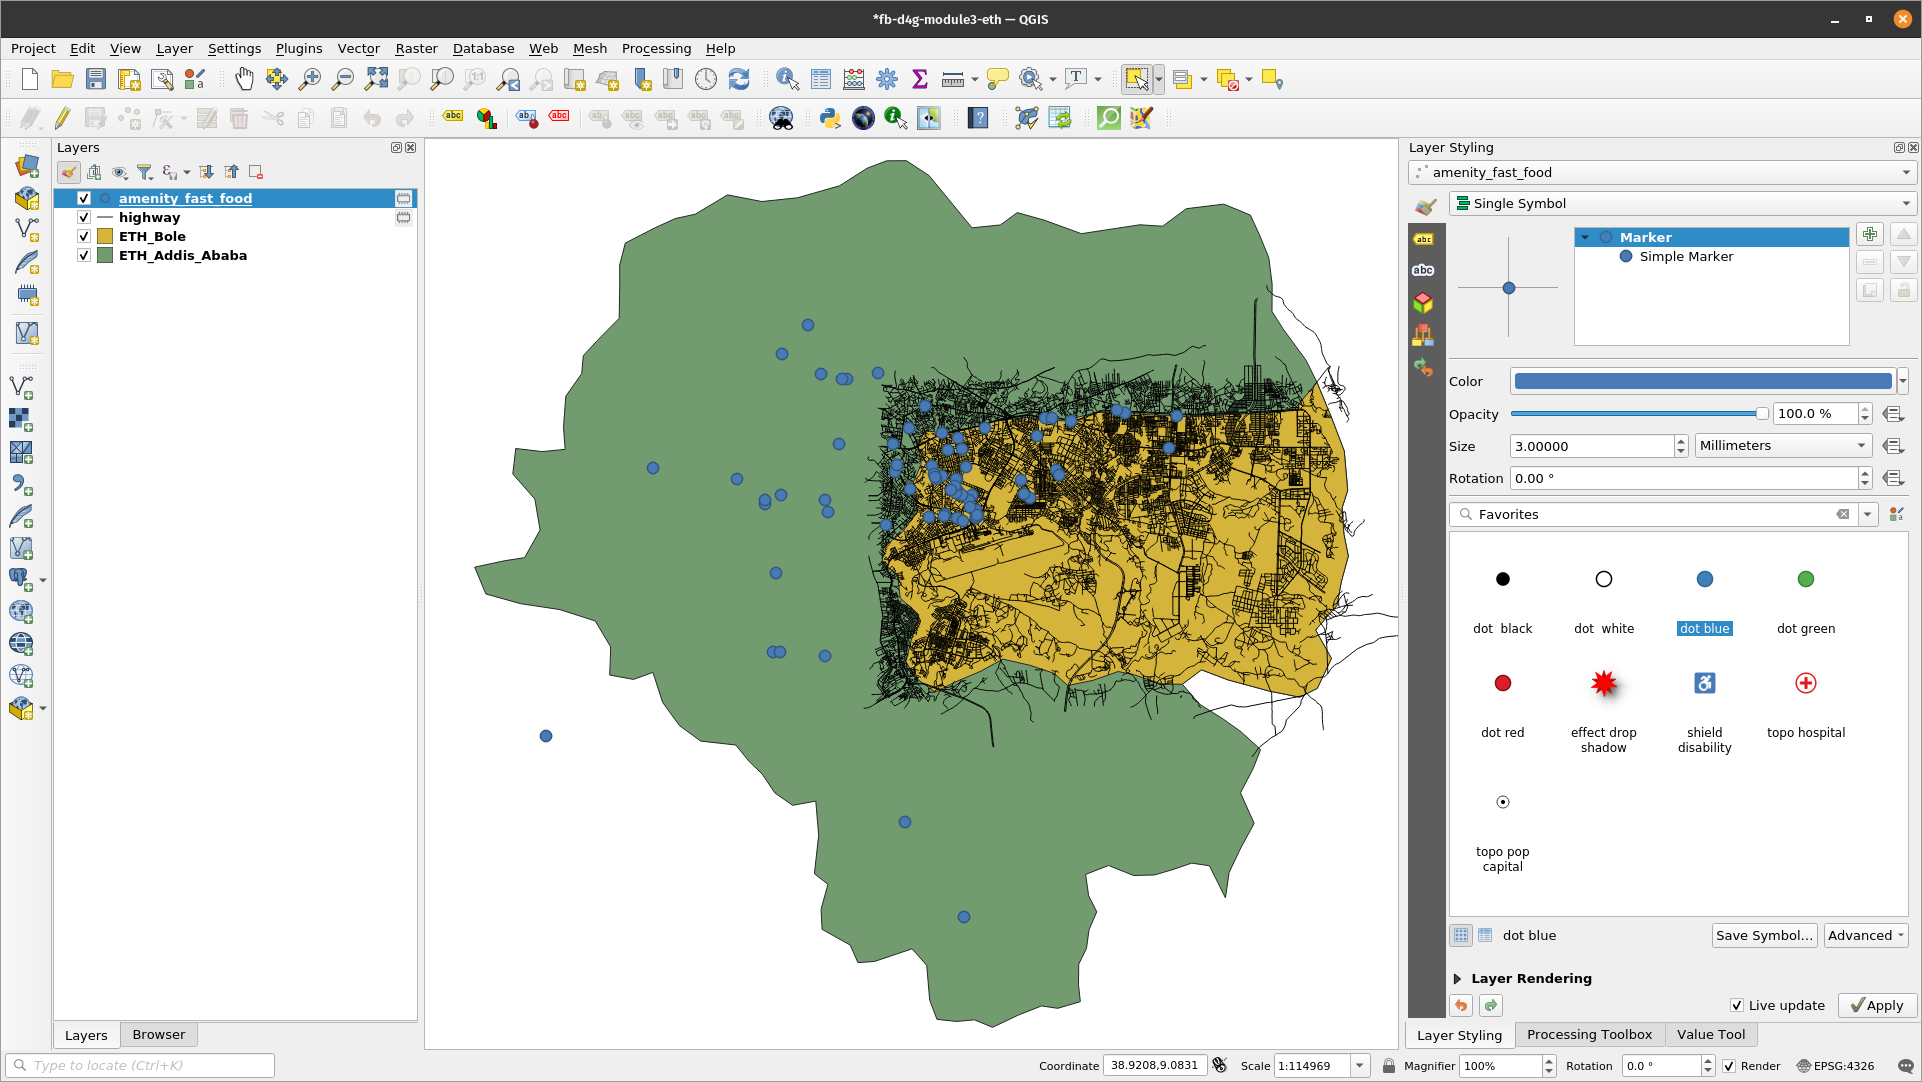 *fb-d4g-module3-eth — QGIS
Project Edit View Layer Settings Plugins Vector Raster Database Web Mesh Processing Help
Layers
amenity_fast_food
highway
ETH_Bole
ETH_Addis_Ababa
Layers Browser
Type to locate (Ctrl+K)
Layer Styling
amenity_fast_food
Single Symbol
Marker
Simple Marker
Color
Opacity 100.0 %
Size 3.00000 Millimeters
Rotation 0.00 °
Favorites
dot black dot white dot blue dot green
dot red effect drop shadow shield disability topo hospital
topo pop capital
dot blue Save Symbol... Advanced
Layer Rendering
Live update Apply
Layer Styling Processing Toolbox Value Tool
Coordinate 38.9208,9.0831 Scale 1:114969 Magnifier 100% Rotation 0.0 ° Render EPSG:4326